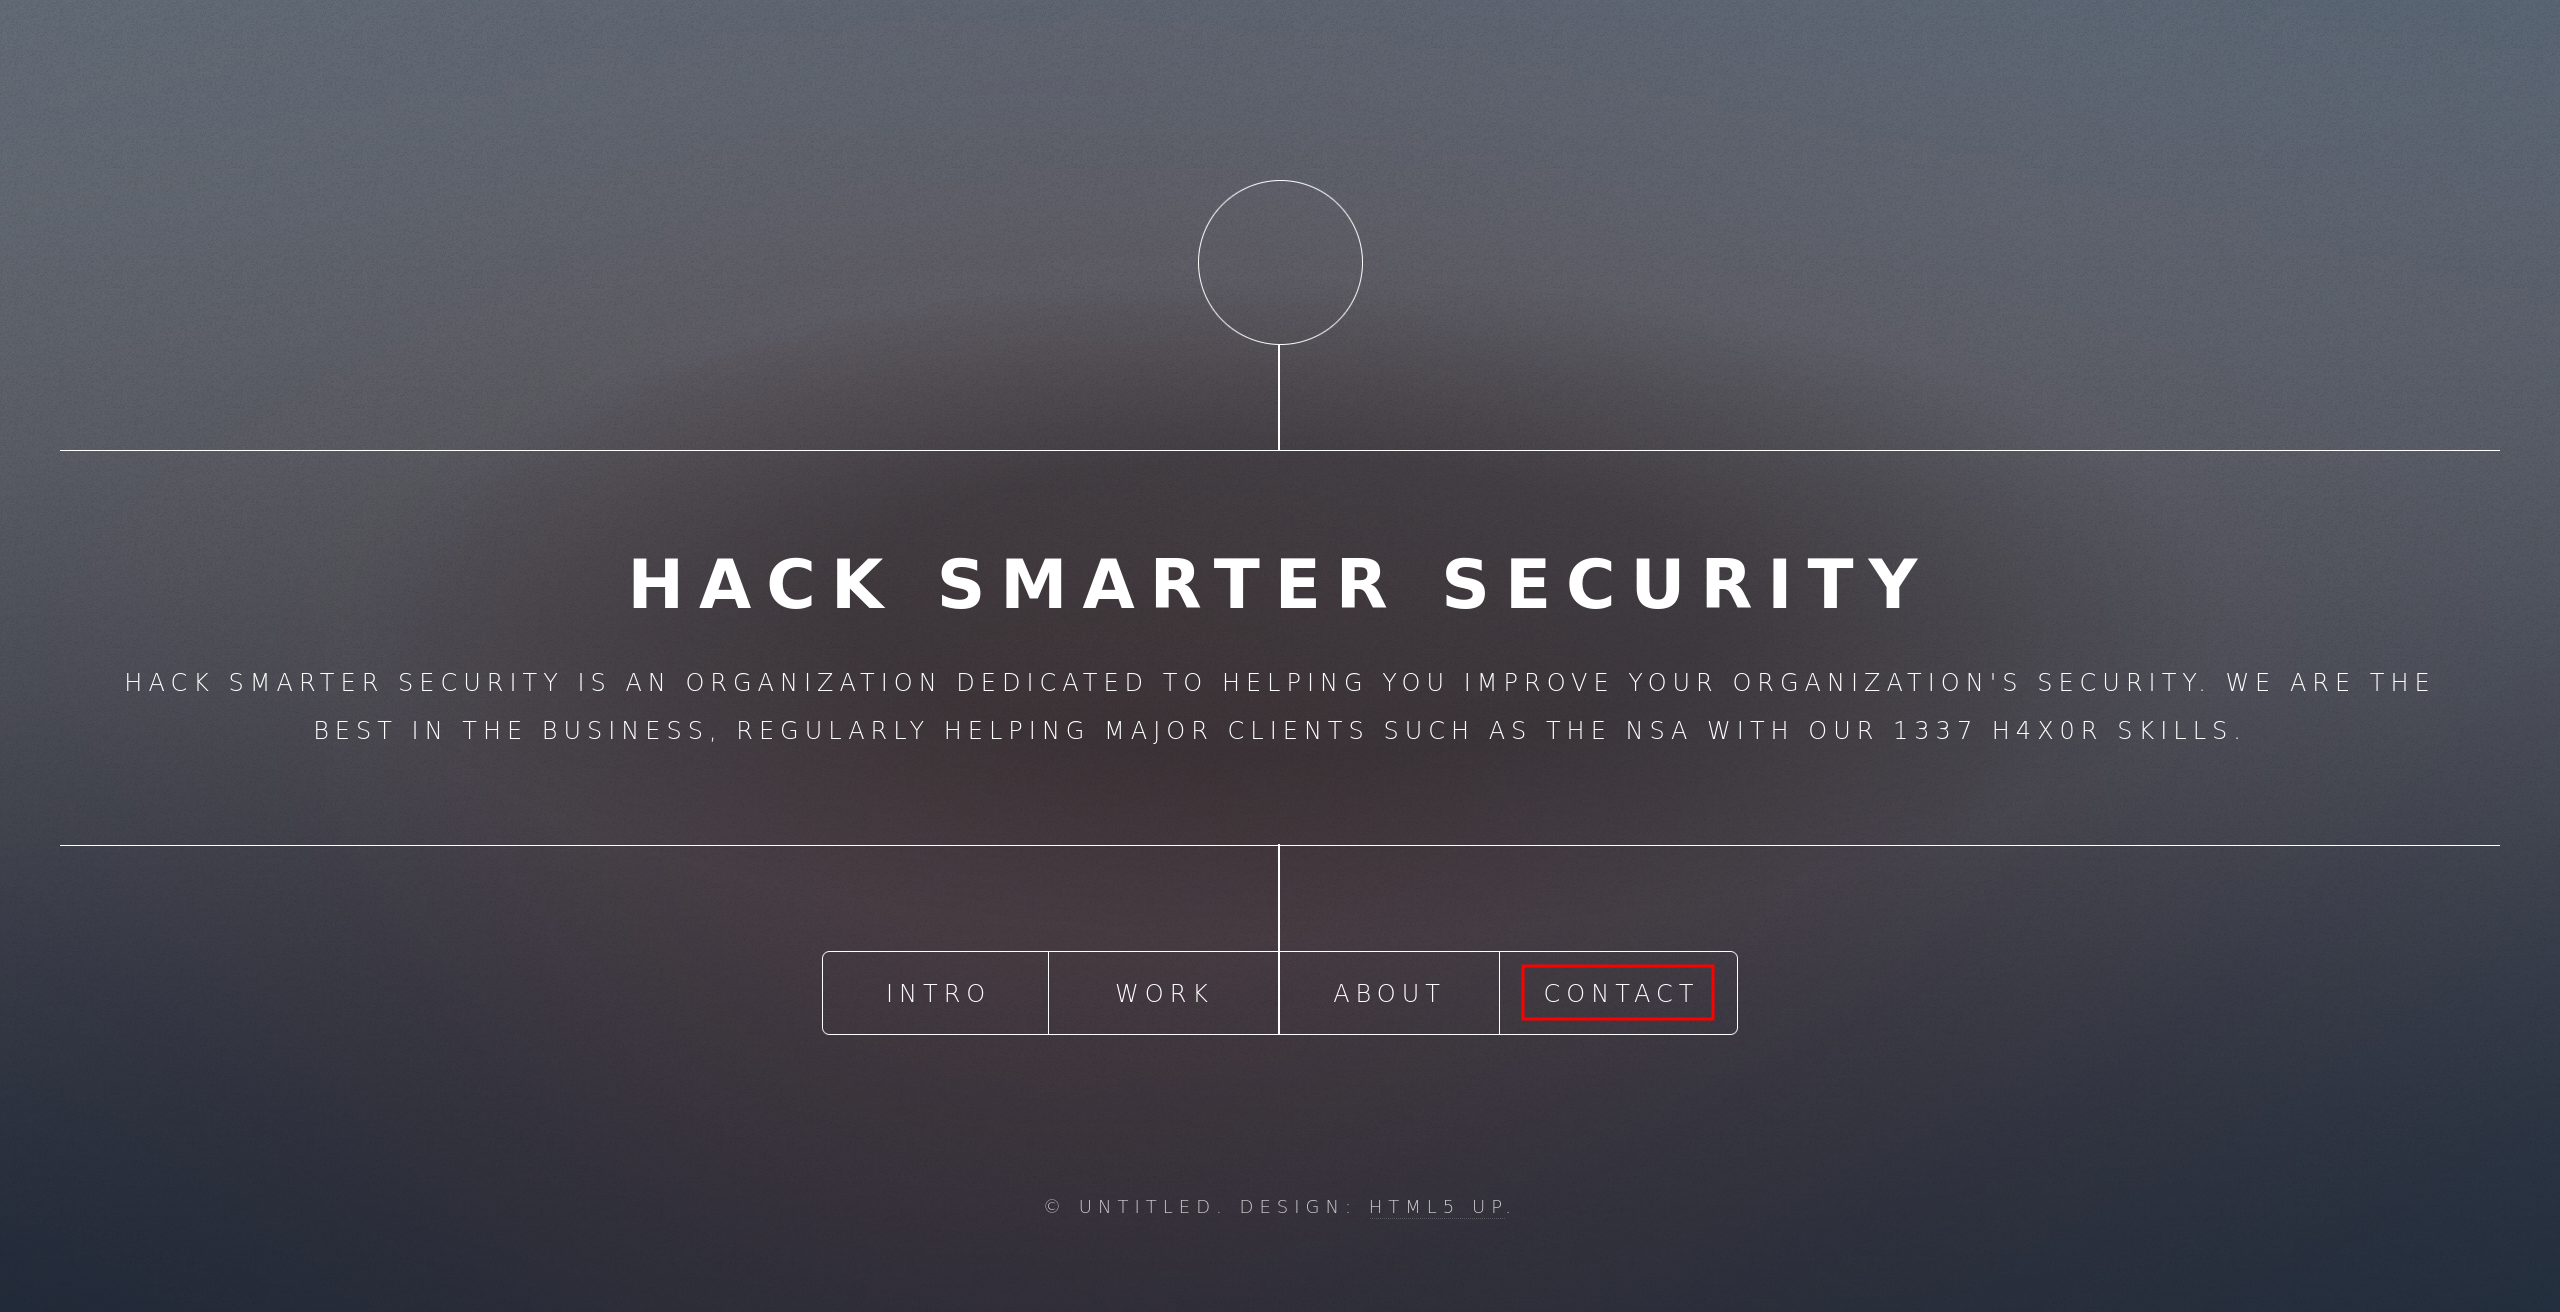 HACK SMARTER SECURITY
HACK SMARTER SECURITY IS AN ORGANIZATION DEDICATED TO HELPING YOU IMPROVE YOUR ORGANIZATION'S SECURITY. WE ARE THE
BEST IN THE BUSINESS, REGULARLY HELPING MAJOR CLIENTS SUCH AS THE NSA WITH OUR 1337 H4X0R SKILLS.
INTRO WORK ABOUT CONTACT
© UNTITLED. DESIGN: HTML5 UP.